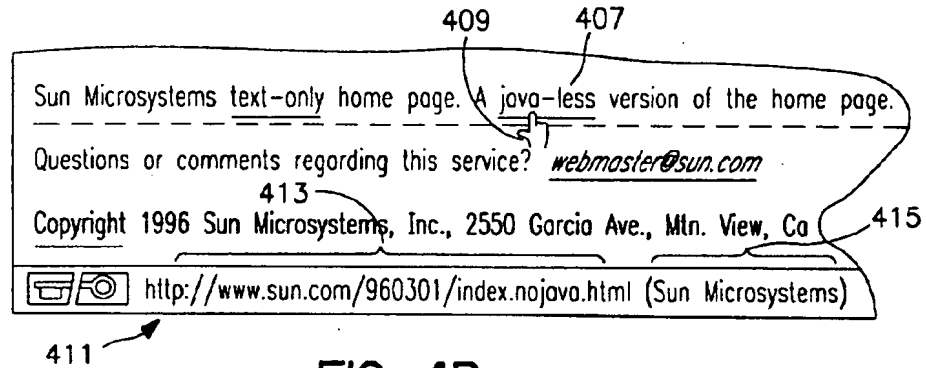 409 407
Sun Microsystems text-only home page. A java-less version of the home page.
Questions or comments regarding this service? webmaster@sun.com
413
Copyright 1996 Sun Microsystems, Inc., 2550 Garcia Ave., Mtn. View, Ca
415
http://www.sun.com/960301/index.nojava.html (Sun Microsystems)
411